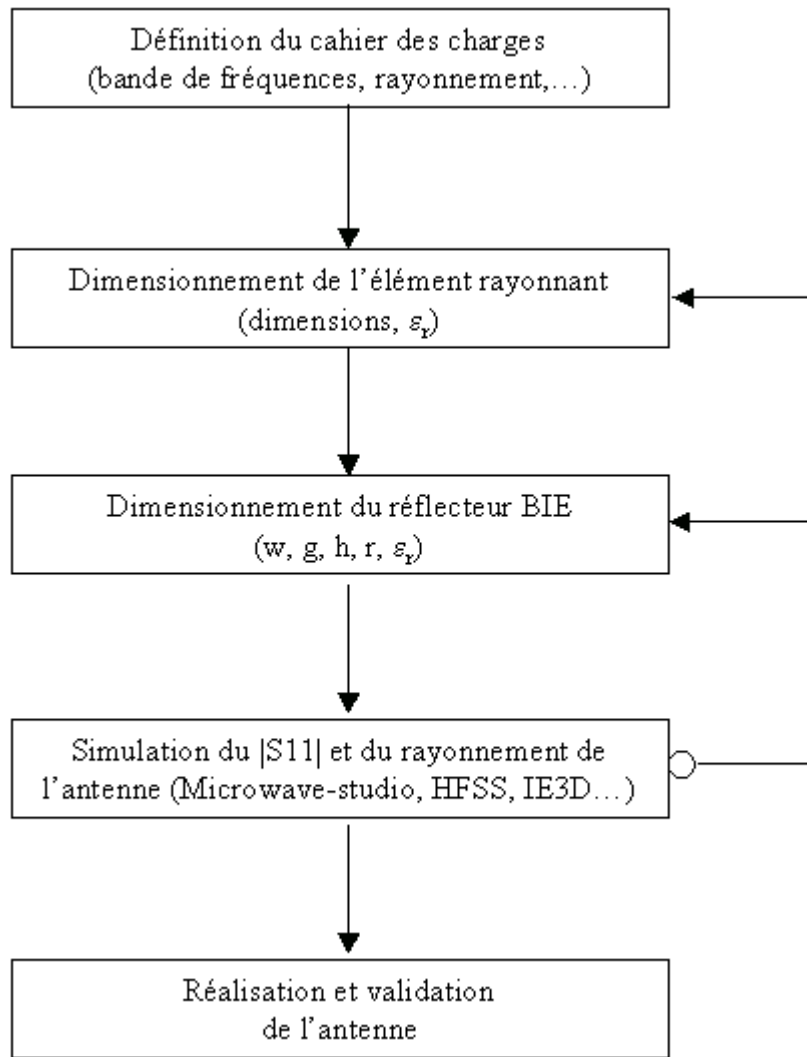 Définition du cahier des charges
(bande de fréquences, rayonnement,…)
Dimensionnement de l’élément rayonnant
(dimensions, εr)
Dimensionnement du réflecteur BIE
(w, g, h, r, εr)
Simulation du |S11| et du rayonnement de
l’antenne (Microwave-studio, HFSS, IE3D…)
Réalisation et validation
de l’antenne